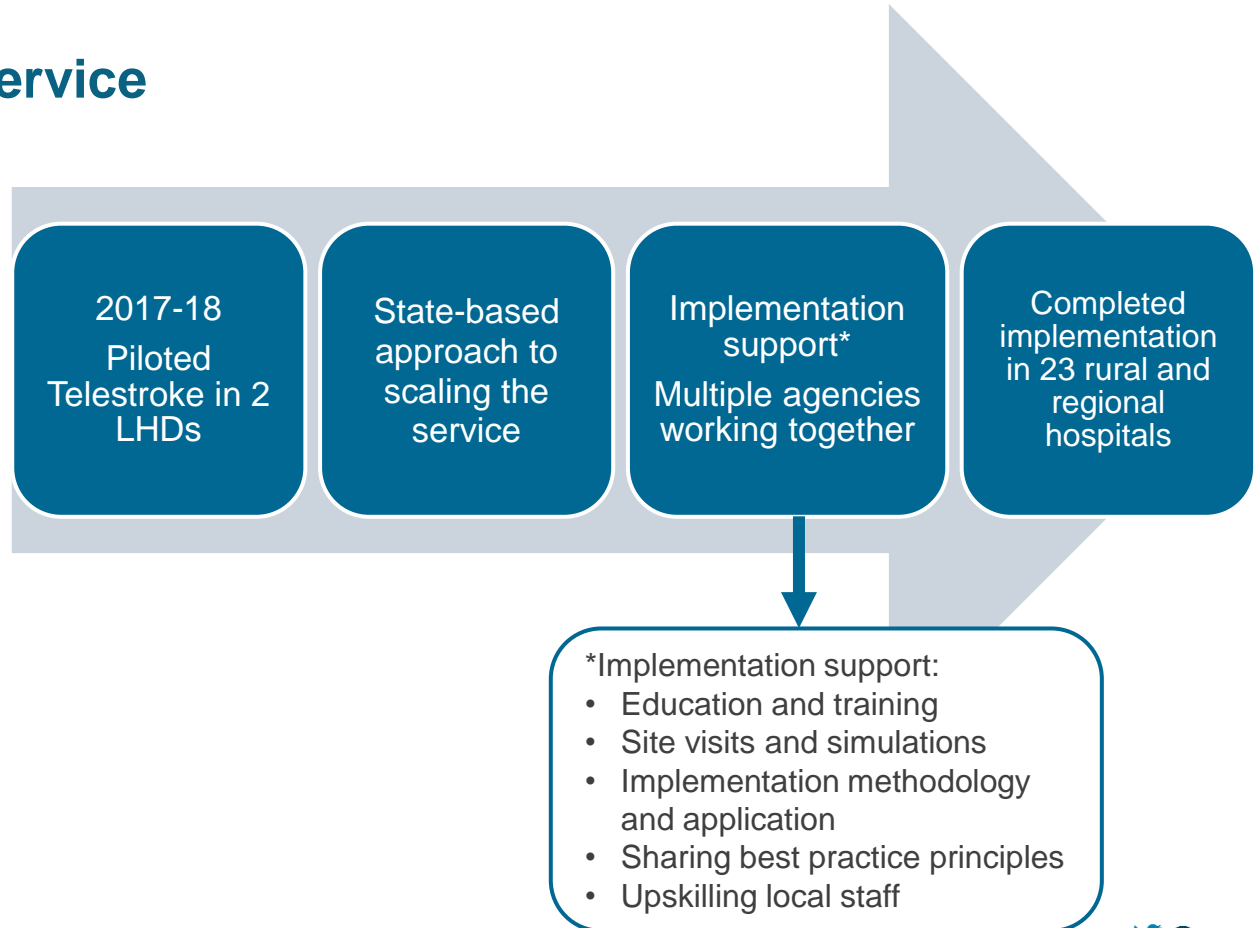 ervice
2017-18
Piloted
Telestroke in 2
LHDs
State-based
approach to
scaling the
service
Implementation
support*
Multiple agencies
working together
Completed
implementation
in 23 rural and
regional
hospitals
*Implementation support:
• Education and training
• Site visits and simulations
• Implementation methodology
and application
• Sharing best practice principles
• Upskilling local staff